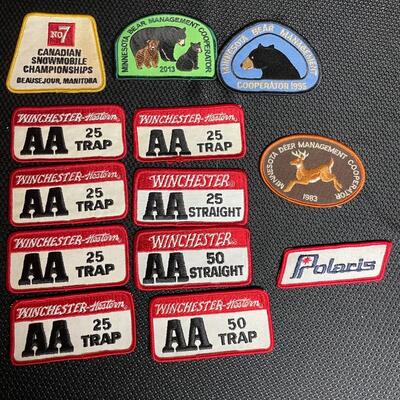 No 7
CANADIAN
SNOWMOBILE
CHAMPIONSHIPS
BEAUSEJOUR, MANITOBA
MINNESOTA BEAR MANAGEMENT COOPERATOR
2013
MINNESOTA BEAR MANAGEMENT
COOPERATOR 1996
WINCHESTER-Western
AA 25
TRAP
WINCHESTER-Western
AA 25
TRAP
MINNESOTA DEER MANAGEMENT COOPERATOR
1983
WINCHESTER-Western
AA 25
TRAP
WINCHESTER
AA 25
STRAIGHT
WINCHESTER-Western
AA 25
TRAP
WINCHESTER
AA 50
STRAIGHT
Polaris
WINCHESTER-Western
AA 25
TRAP
WINCHESTER-Western
AA 50
TRAP